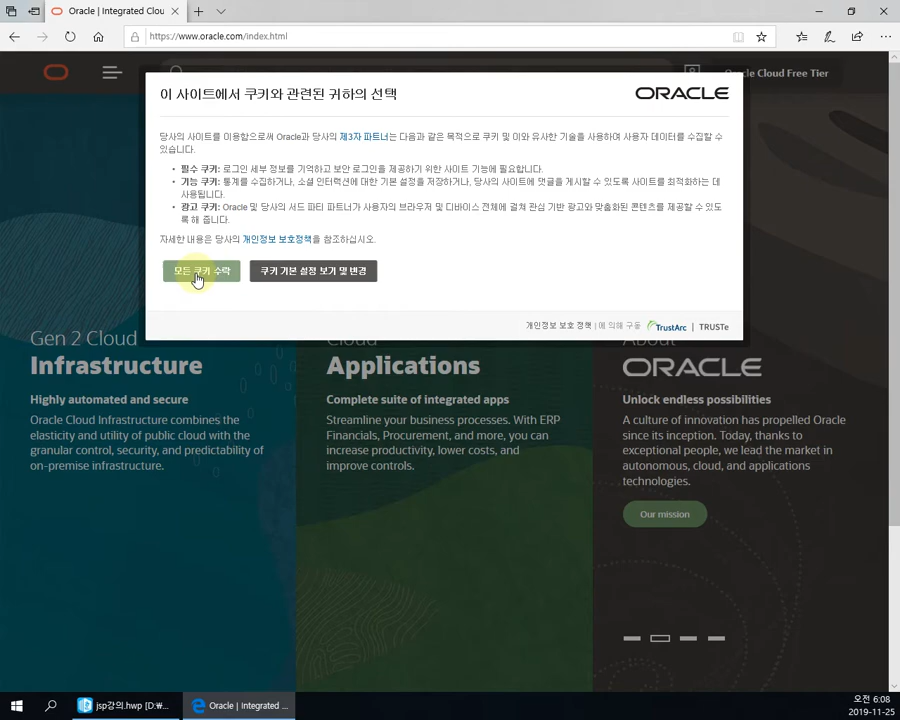 Oracle | Integrated Clou
https://www.oracle.com/index.html
Oracle Cloud Free Tier
이 사이트에서 쿠키와 관련된 귀하의 선택
ORACLE
당사의 사이트를 이용함으로써 Oracle과 당사의 제3자 파트너는 다음과 같은 목적으로 쿠키 및 이와 유사한 기술을 사용하여 사용자 데이터를 수집할 수
있습니다.
• 필수 쿠키: 로그인 세부 정보를 기억하고 보안 로그인을 제공하기 위한 사이트 기능에 필요합니다.
• 기능 쿠키: 통계를 수집하거나, 소셜 인터랙션에 대한 기본 설정을 저장하거나, 당사의 사이트에 댓글을 게시할 수 있도록 사이트를 최적화하는 데
사용됩니다.
• 광고 쿠키: Oracle 및 당사의 서드 파티 파트너가 사용자의 브라우저 및 디바이스 전체에 걸쳐 관심 기반 광고와 맞춤화된 콘텐츠를 제공할 수 있도
록 해 줍니다.
자세한 내용은 당사의 개인정보 보호정책을 참조하십시오.
모든 쿠키 수락
쿠키 기본 설정 보기 및 변경
개인정보 보호 정책 | 에 의해 구동 TrustArc | TRUSTe
Gen 2 Cloud
Infrastructure
Highly automated and secure
Oracle Cloud Infrastructure combines the
elasticity and utility of public cloud with the
granular control, security, and predictability of
on-premise infrastructure.
Cloud
Applications
Complete suite of integrated apps
Streamline your business processes. With ERP
Financials, Procurement, and more, you can
increase productivity, lower costs, and
improve controls.
About
ORACLE
Unlock endless possibilities
A culture of innovation has propelled Oracle
since its inception. Today, thanks to
exceptional people, we lead the market in
autonomous, cloud, and applications
technologies.
Our mission
jsp강의.hwp [D:₩...
Oracle | Integrated ...
오전 6:08
2019-11-25